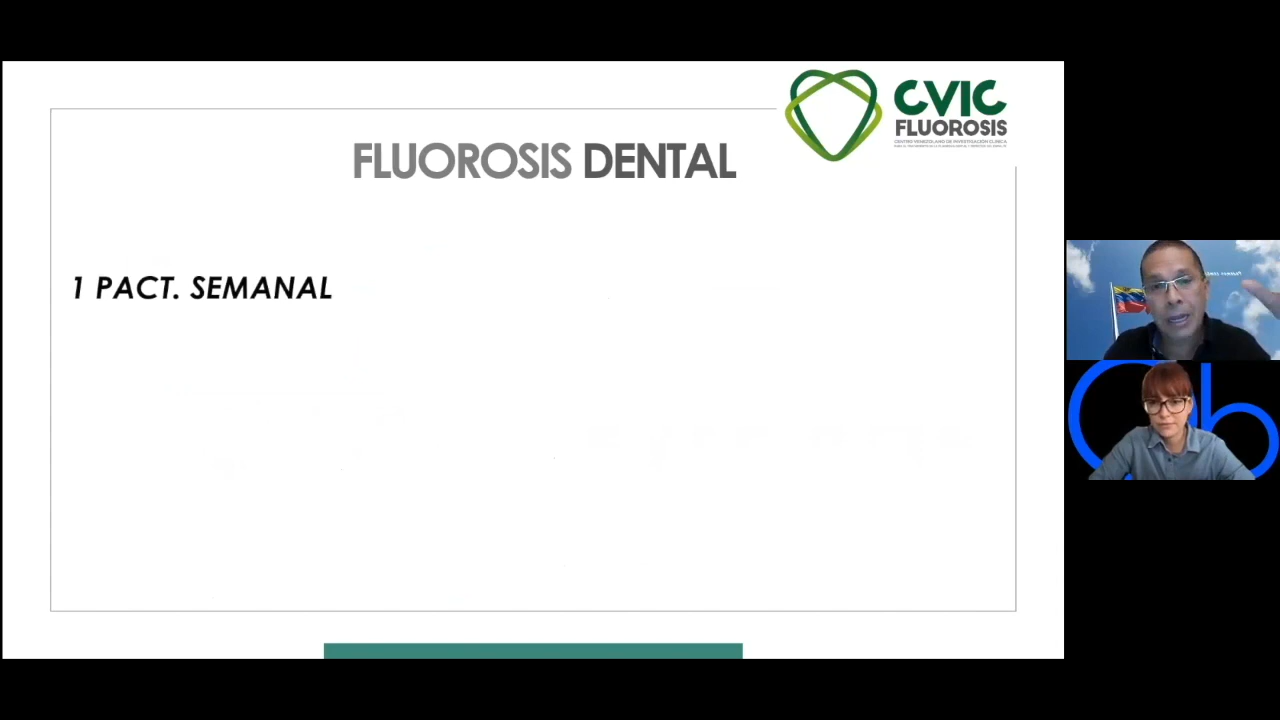 CVIC
FLUOROSIS
FLUOROSIS DENTAL
1 PACT. SEMANAL